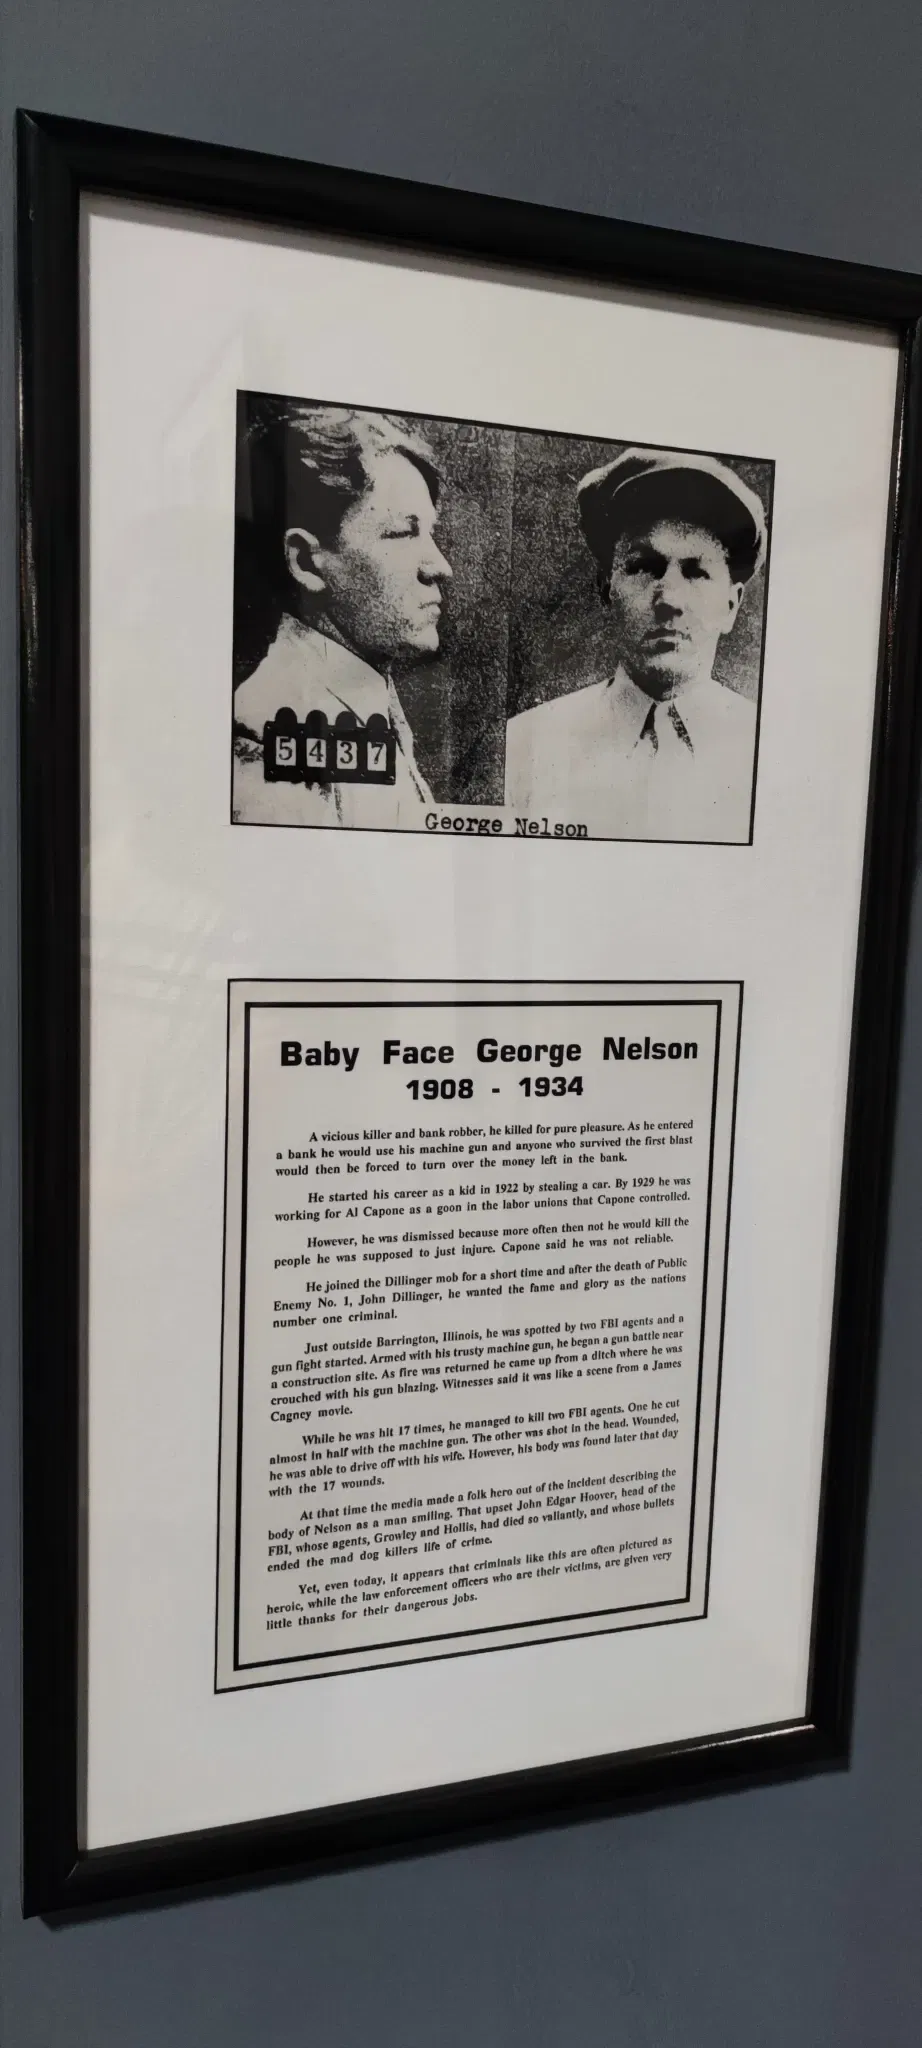 5437
George Nelson
Baby Face George Nelson
1908 - 1934
A vicious killer and bank robber, he killed for pure pleasure. As he entered
a bank he would use his machine gun and anyone who survived the first blast
would then be forced to turn over the money left in the bank.
He started his career as a kid in 1922 by stealing a car. By 1929 he was
working for Al Capone as a goon in the labor unions that Capone controlled.
However, he was dismissed because more often then not he would kill the
people he was supposed to just injure. Capone said he was not reliable.
He joined the Dillinger mob for a short time and after the death of Public
Enemy No. 1, John Dillinger, he wanted the fame and glory as the nations
number one criminal.
Just outside Barrington, Illinois, he was spotted by two FBI agents and a
gun fight started. Armed with his trusty machine gun, he began a gun battle near
a construction site. As fire was returned he came up from a ditch where he was
crouched with his gun blazing. Witnesses said it was like a scene from a James
Cagney movie.
While he was hit 17 times, he managed to kill two FBI agents. One he cut
almost in half with the machine gun. The other was shot in the head. Wounded,
he was able to drive off with his wife. However, his body was found later that day
with the 17 wounds.
At that time the media made a folk hero out of the incident describing the
body of Nelson as a man smiling. That upset John Edgar Hoover, head of the
FBI, whose agents, Growley and Hollis, had died so valiantly, and whose bullets
ended the mad dog killers life of crime.
Yet, even today, it appears that criminals like this are often pictured as
heroic, while the law enforcement officers who are their victims, are given very
little thanks for their dangerous jobs.